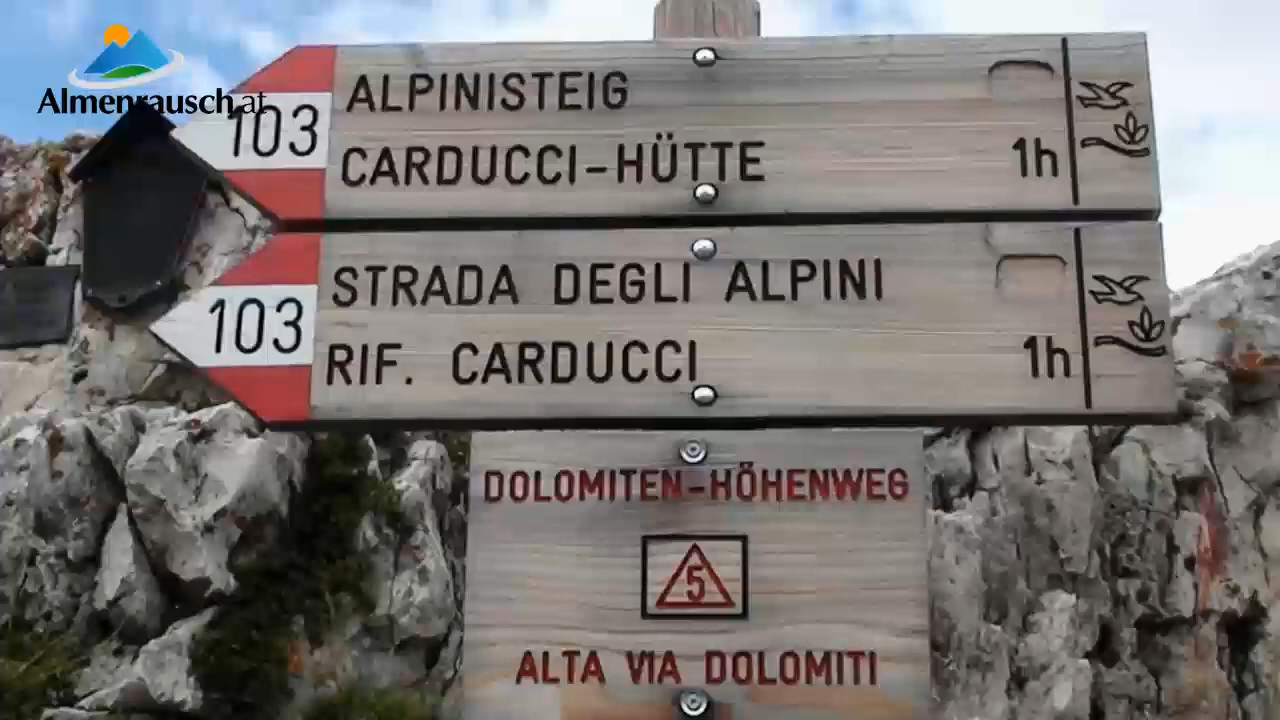 Almenrausch.at
103
ALPINISTEIG
CARDUCCI-HÜTTE
1h
103
STRADA DEGLI ALPINI
RIF. CARDUCCI
1h
DOLOMITEN-HÖHENWEG
5
ALTA VIA DOLOMITI